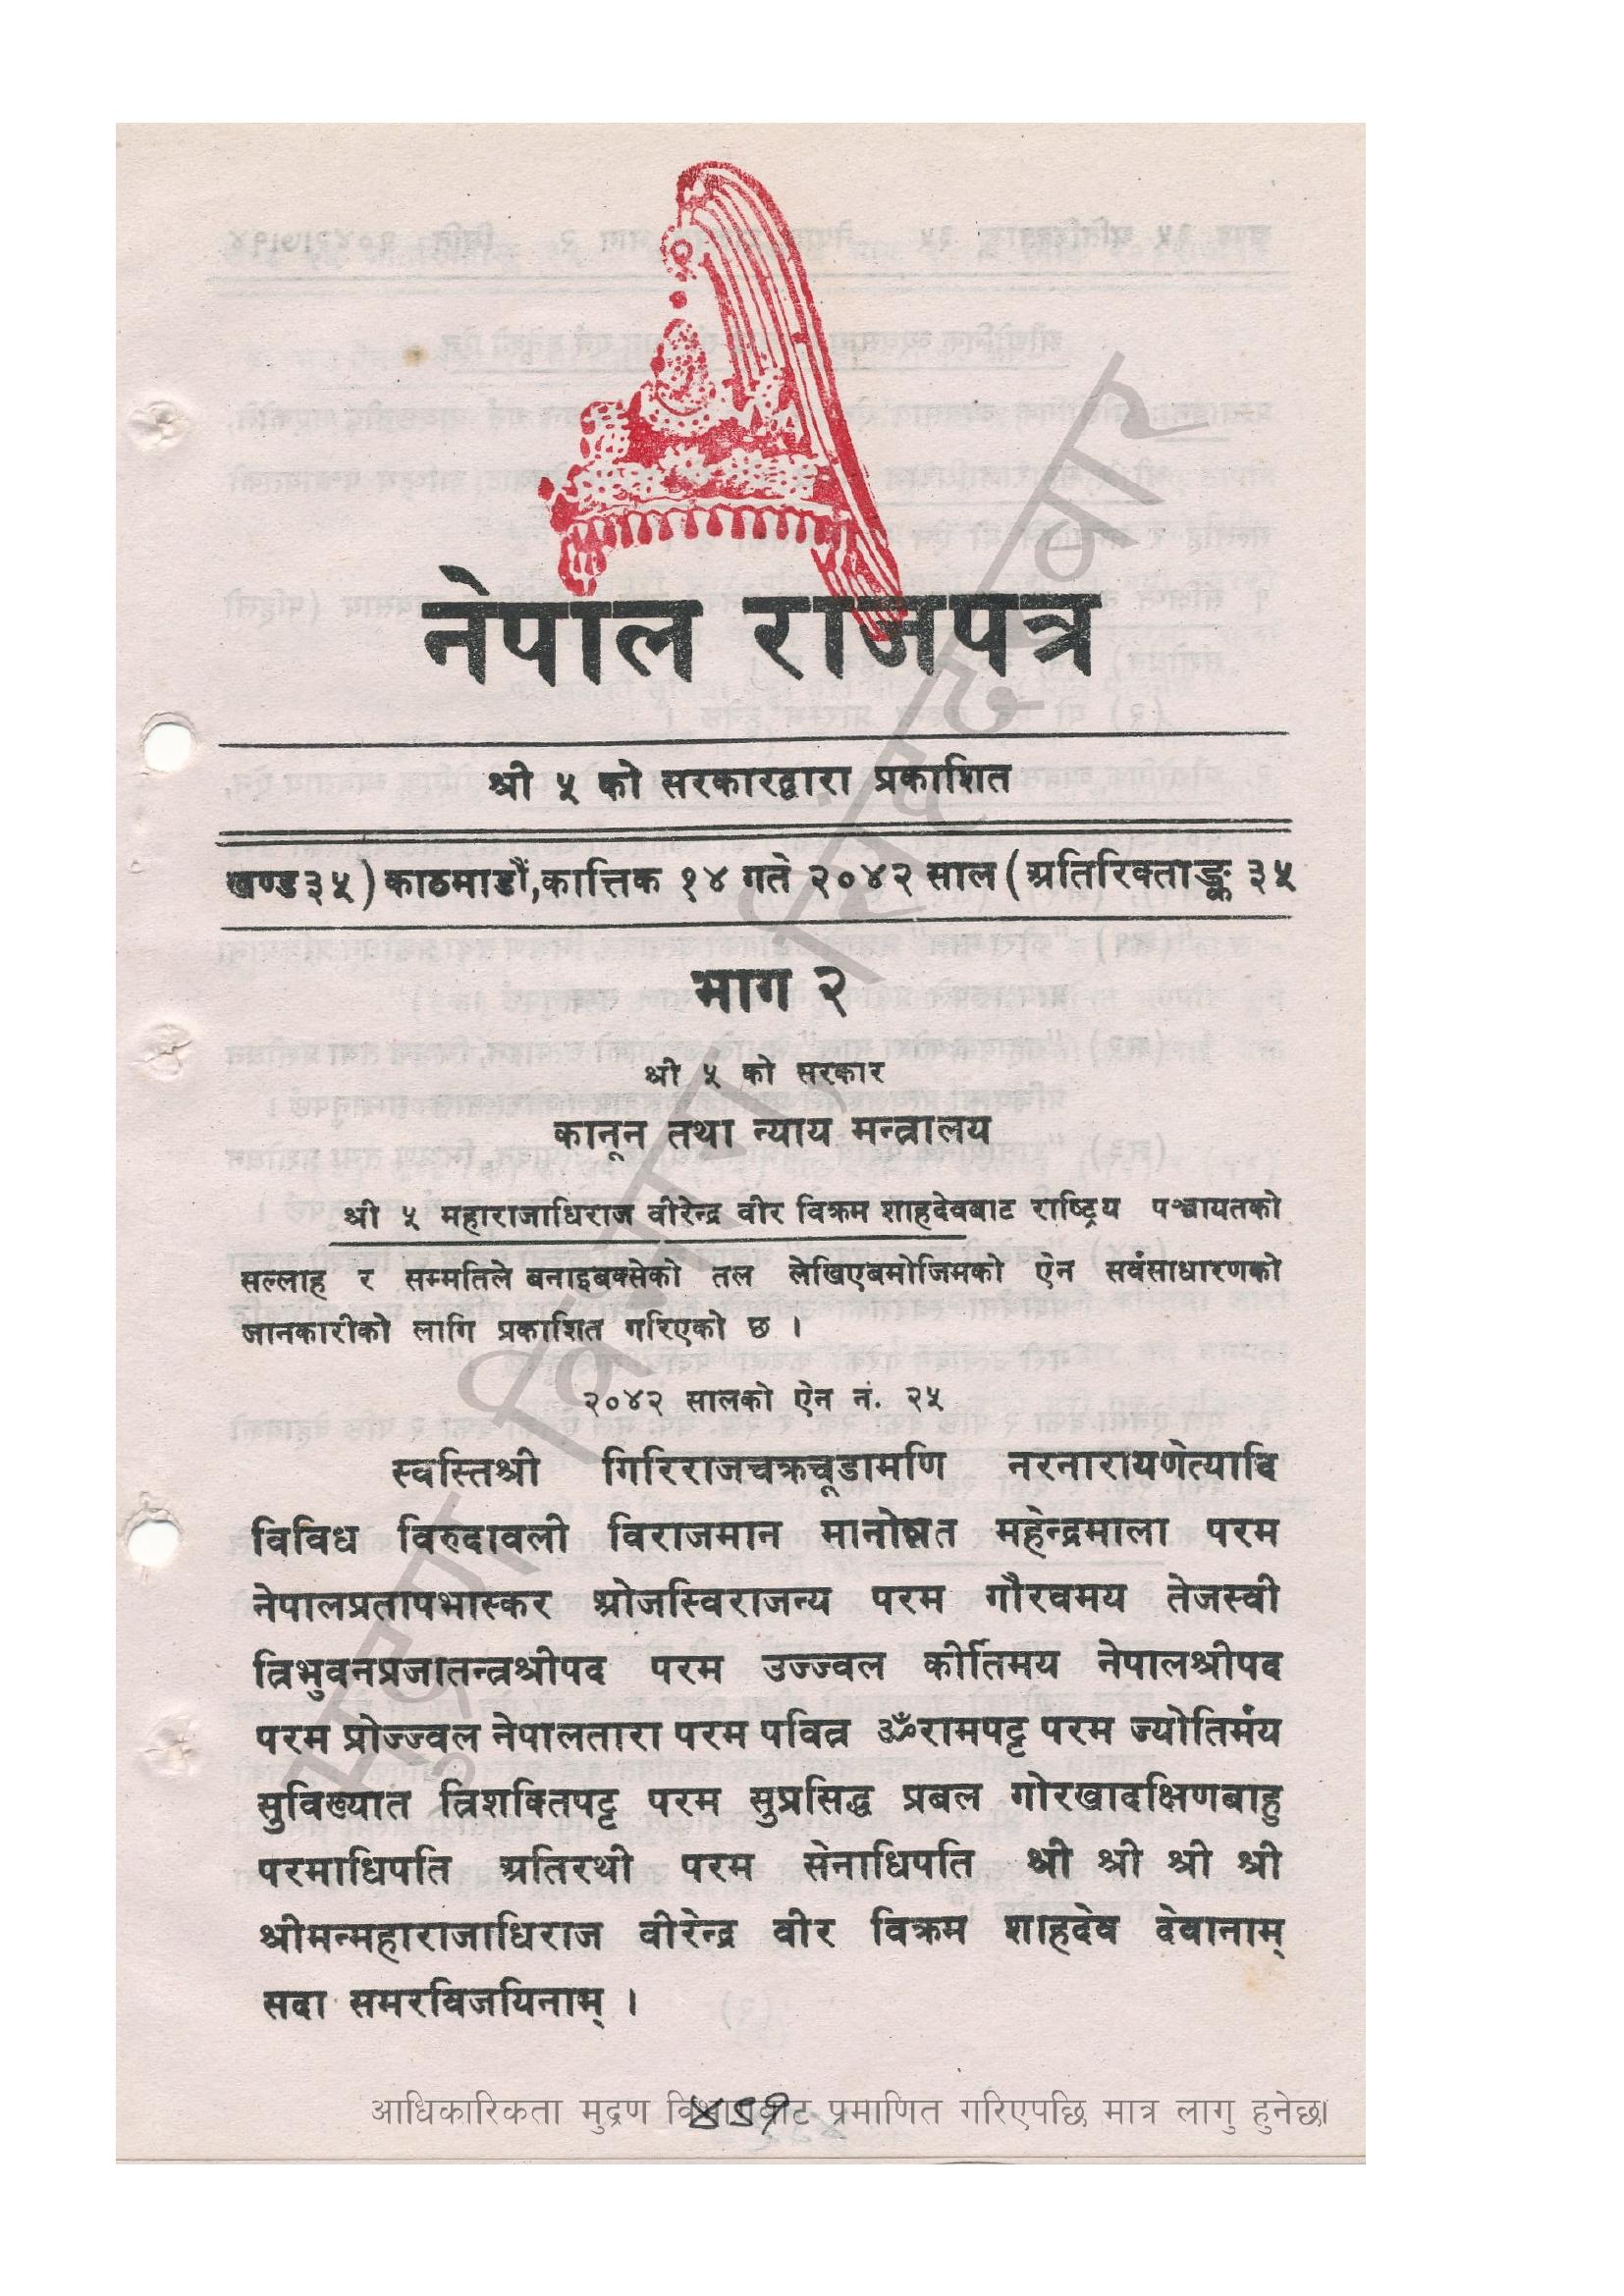 नेपाल राजपत्र
श्री ५ को सरकारद्वारा प्रकाशित
खण्ड ३५) काठमाडौं, कात्तिक १४ गते २०४२ साल (अतिरिक्ताङ्क ३५
भाग २
श्री ५ को सरकार
कानून तथा न्याय मन्त्रालय
श्री ५ महाराजाधिराज वीरेन्द्र वीर विक्रम शाहदेवबाट राष्ट्रिय पञ्चायतको
सल्लाह र सम्मतिले बनाइबक्सेको तल लेखिएबमोजिमको ऐन सर्वसाधारणको
जानकारीको लागि प्रकाशित गरिएको छ ।
२०४२ सालको ऐन नं. २५
स्वस्तिश्री गिरिराजचक्रचूडामणि नरनारायणेत्यादि
विविध विरुदावली विराजमान मानोन्नत महेन्द्रमाला परम
नेपालप्रतापभास्कर ओजस्विराजन्य परम गौरवमय तेजस्वी
त्रिभुवनप्रजातन्त्रश्रीपद परम उज्ज्वल कीर्तिमय नेपालश्रीपद
परम प्रोज्ज्वल नेपालतारा परम पवित्र ॐरामपट्ट परम ज्योतिर्मय
सुविख्यात त्रिशक्तिपट्ट परम सुप्रसिद्ध प्रबल गोरखादक्षिणबाहु
परमाधिपति अतिरथी परम सेनाधिपति श्री श्री श्री श्री
श्रीमन्महाराजाधिराज वीरेन्द्र वीर विक्रम शाहदेव देवानाम्
सदा समरविजयिनाम् ।
मुद्रण विभाग, सिंहदरवार
आधिकारिकता मुद्रण विभागबाट प्रमाणित गरिएपछि मात्र लागु हुनेछ।